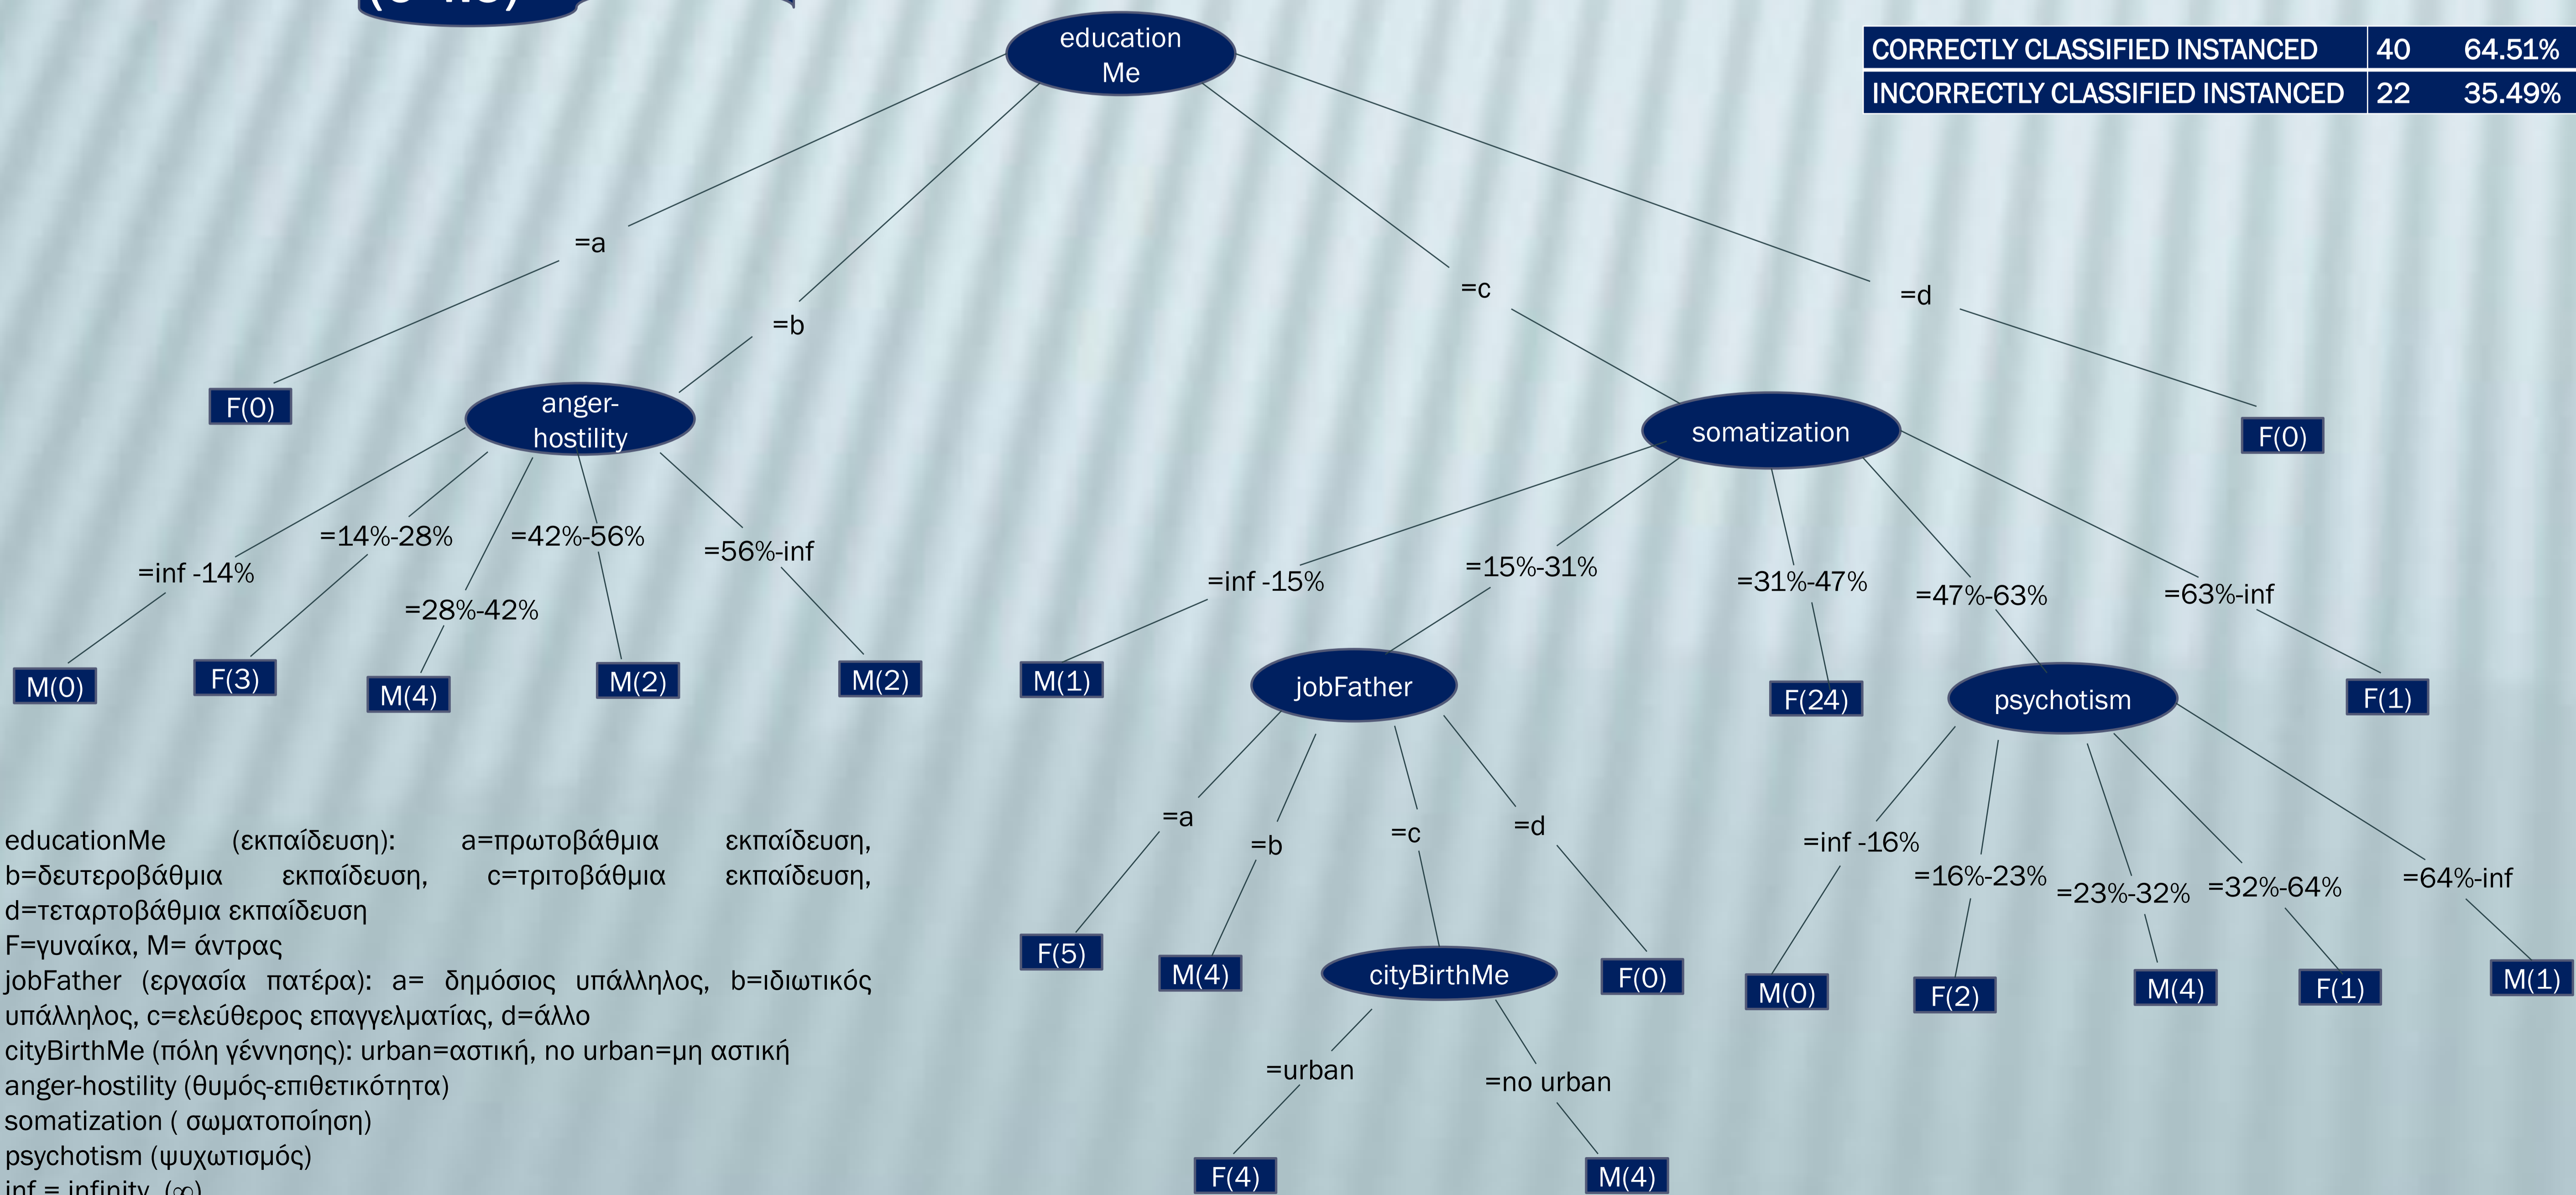 education
Me
CORRECTLY CLASSIFIED INSTANCED 40 64.51%
INCORRECTLY CLASSIFIED INSTANCED 22 35.49%
=a
=b
=c
=d
F(0)
anger-
hostility
somatization
F(0)
=inf -14%
=14%-28%
=28%-42%
=42%-56%
=56%-inf
=inf -15%
=15%-31%
=31%-47%
=47%-63%
=63%-inf
M(0)
F(3)
M(4)
M(2)
M(2)
M(1)
jobFather
F(24)
psychotism
F(1)
=a
=b
=c
=d
=inf -16%
=16%-23%
=23%-32%
=32%-64%
=64%-inf
F(5)
M(4)
cityBirthMe
F(0)
M(0)
F(2)
M(4)
F(1)
M(1)
=urban
=no urban
F(4)
M(4)
educationMe (εκπαίδευση): a=πρωτοβάθμια εκπαίδευση,
b=δευτεροβάθμια εκπαίδευση, c=τριτοβάθμια εκπαίδευση,
d=τεταρτοβάθμια εκπαίδευση
F=γυναίκα, M= άντρας
jobFather (εργασία πατέρα): a= δημόσιος υπάλληλος, b=ιδιωτικός
υπάλληλος, c=ελεύθερος επαγγελματίας, d=άλλο
cityBirthMe (πόλη γέννησης): urban=αστική, no urban=μη αστική
anger-hostility (θυμός-επιθετικότητα)
somatization ( σωματοποίηση)
psychotism (ψυχωτισμός)
inf = infinity (∞)